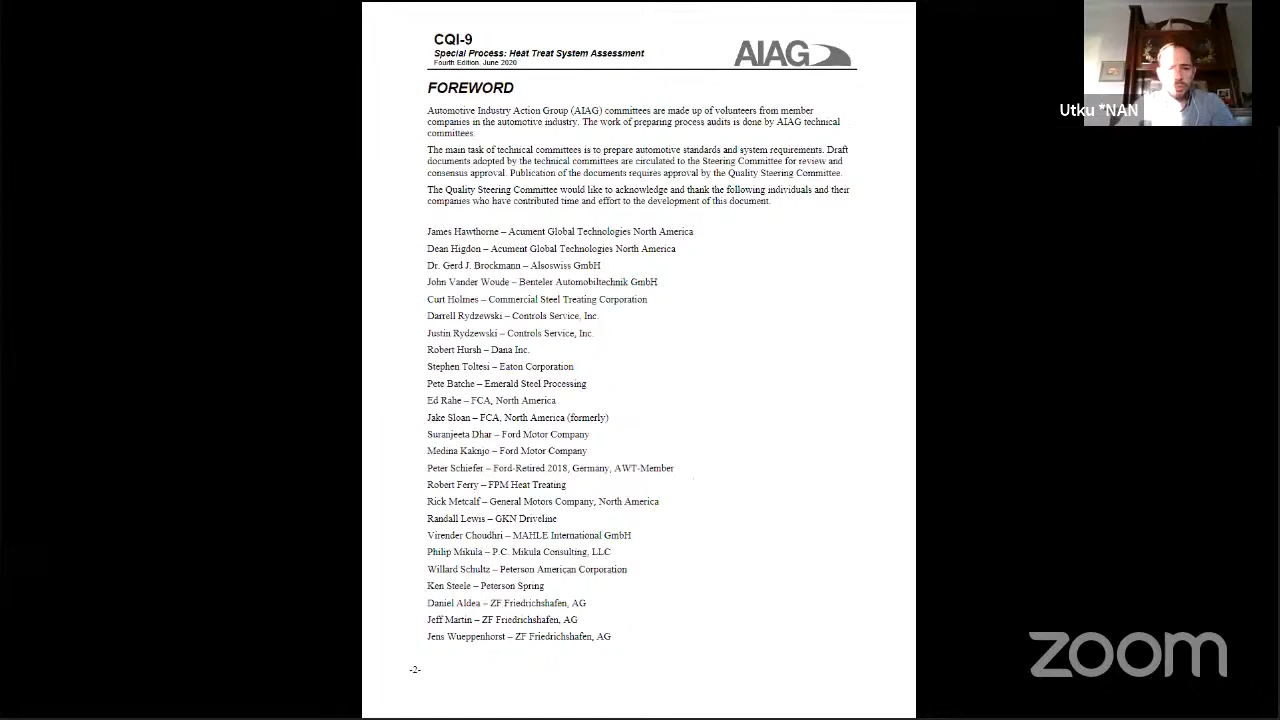 CQI-9
Special Process: Heat Treat System Assessment
Fourth Edition, June 2020
AIAG
FOREWORD
Automotive Industry Action Group (AIAG) committees are made up of volunteers from member
companies in the automotive industry. The work of preparing process audits is done by AIAG technical
committees.
The main task of technical committees is to prepare automotive standards and system requirements. Draft
documents adopted by the technical committees are circulated to the Steering Committee for review and
consensus approval. Publication of the documents requires approval by the Quality Steering Committee.
The Quality Steering Committee would like to acknowledge and thank the following individuals and their
companies who have contributed time and effort to the development of this document.
James Hawthorne – Acument Global Technologies North America
Dean Higdon – Acument Global Technologies North America
Dr. Gerd J. Brockmann – Alsoswiss GmbH
John Vander Woude – Benteler Automobiltechnik GmbH
Curt Holmes – Commercial Steel Treating Corporation
Darrell Rydzewski – Controls Service, Inc.
Justin Rydzewski – Controls Service, Inc.
Robert Hursh – Dana Inc.
Stephen Toltesi – Eaton Corporation
Pete Batche – Emerald Steel Processing
Ed Rahe – FCA, North America
Jake Sloan – FCA, North America (formerly)
Suranjeeta Dhar – Ford Motor Company
Medina Kaknjo – Ford Motor Company
Peter Schiefer – Ford-Retired 2018, Germany, AWT-Member
Robert Ferry – FPM Heat Treating
Rick Metcalf – General Motors Company, North America
Randall Lewis – GKN Driveline
Virender Choudhri – MAHLE International GmbH
Philip Mikula – P.C. Mikula Consulting, LLC
Willard Schultz – Peterson American Corporation
Ken Steele – Peterson Spring
Daniel Aldea – ZF Friedrichshafen, AG
Jeff Martin – ZF Friedrichshafen, AG
Jens Wueppenhorst – ZF Friedrichshafen, AG
-2-
Utku *NAN
zoom